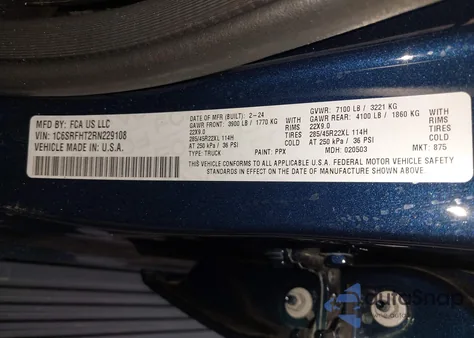 MFD BY: FCA US LLC
VIN: 1C6SRFHT2RN229108
VEHICLE MADE IN: U.S.A.
DATE OF MFR (BUILT): 2-24 GVWR: 7100 LB / 3221 KG
GAWR FRONT: 3900 LB / 1770 KG WITH GAWR REAR: 4100 LB / 1860 KG WITH
22X9.0 RIMS 22X9.0 RIMS
285/45R22XL 114H TIRES 285/45R22XL 114H TIRES
AT 250 kPa / 36 PSI COLD AT 250 kPa / 36 PSI COLD
TYPE: TRUCK PAINT: PPX MDH: 020503 MKT: 875
THIS VEHICLE CONFORMS TO ALL APPLICABLE U.S.A. FEDERAL MOTOR VEHICLE SAFETY
STANDARDS IN EFFECT ON THE DATE OF MANUFACTURE SHOWN ABOVE.
AutoSnap